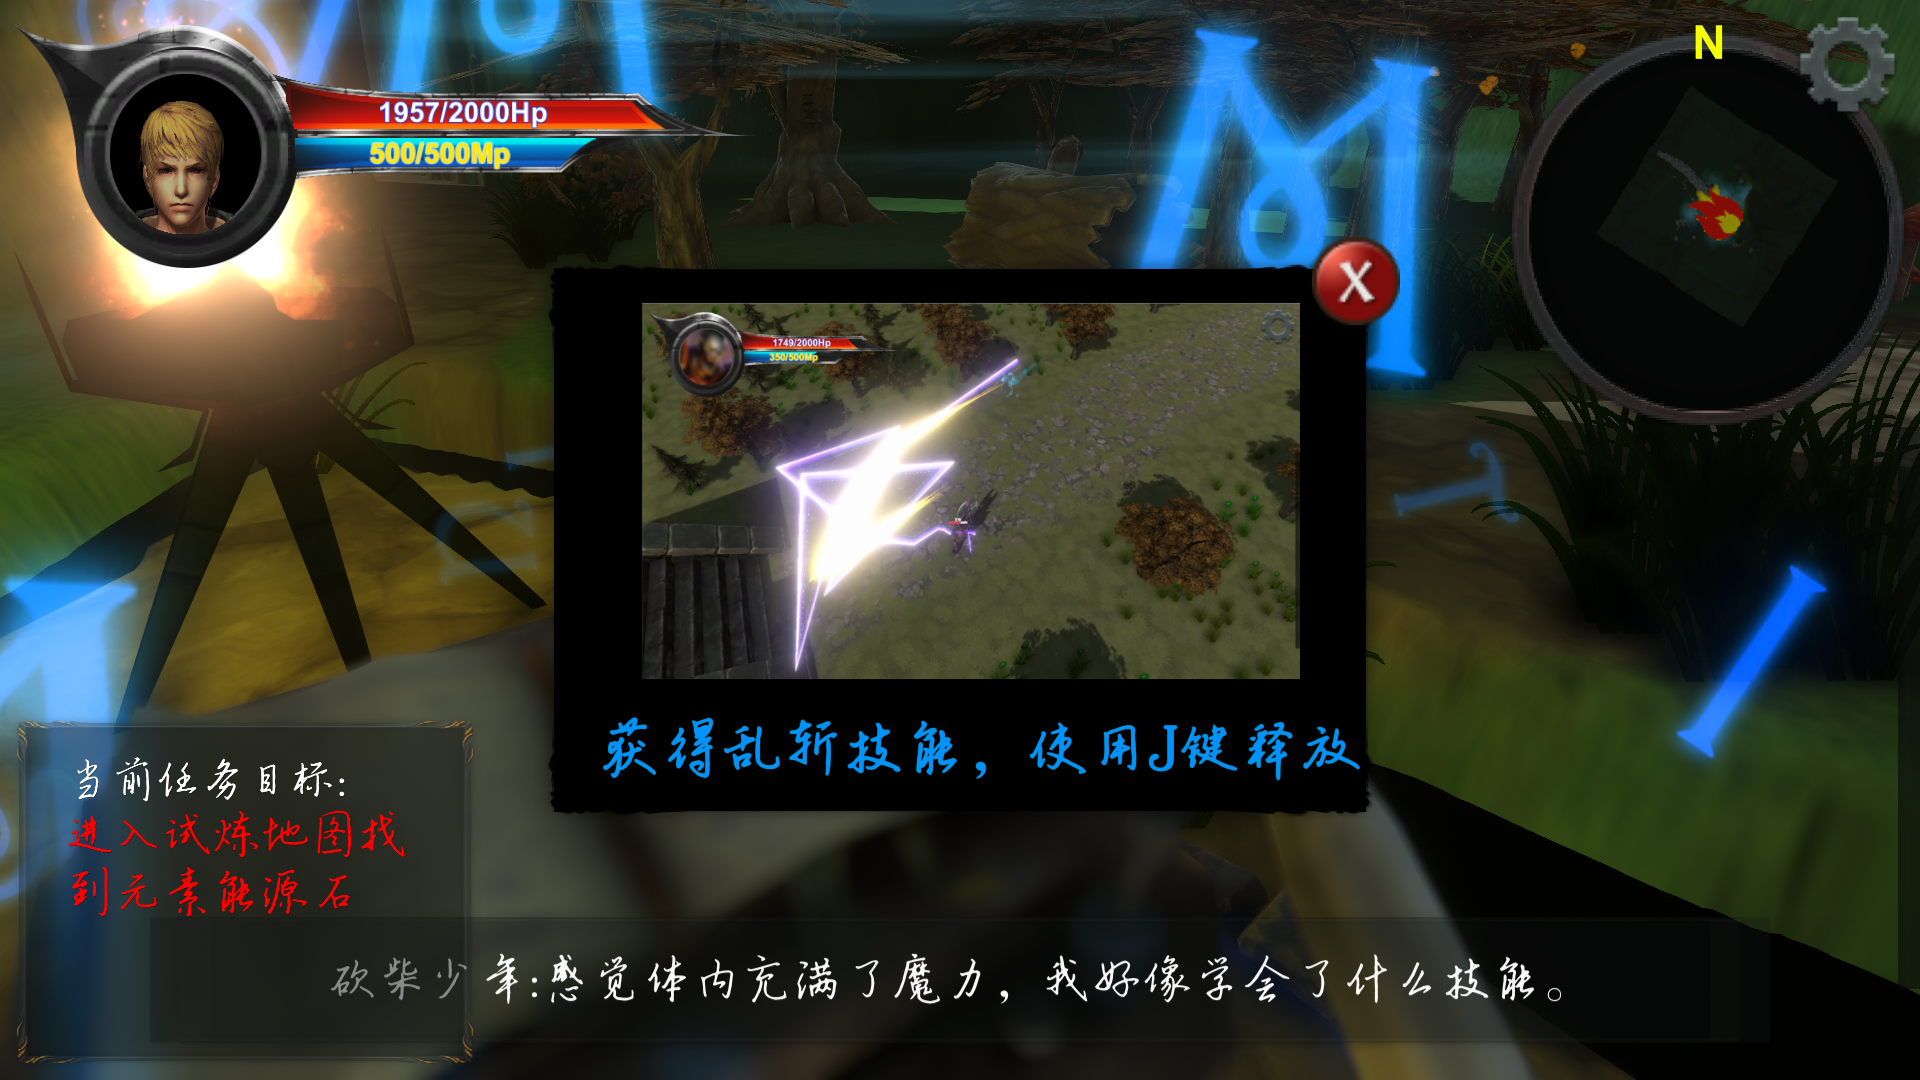 1957/2000Hp
500/500Mp
N
X
1749/2000Hp
350/500Mp
获得乱斩技能，使用J键释放
当前任务目标:
进入试炼地图找
到元素能源石
砍柴少年:感觉体内充满了魔力，我好像学会了什么技能。